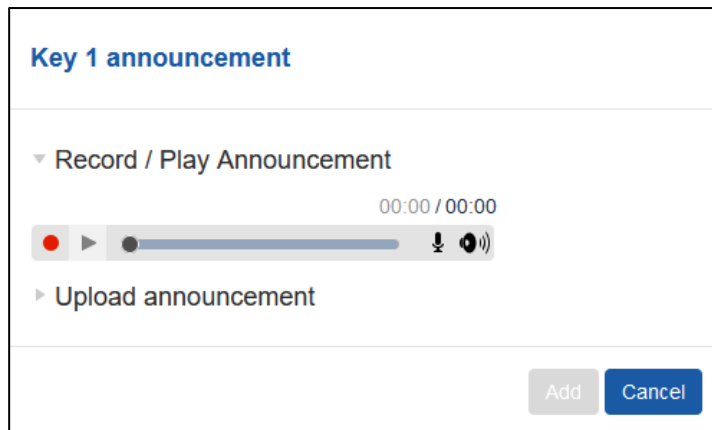 Key 1 announcement
Record / Play Announcement
00:00 / 00:00
Upload announcement
Add Cancel